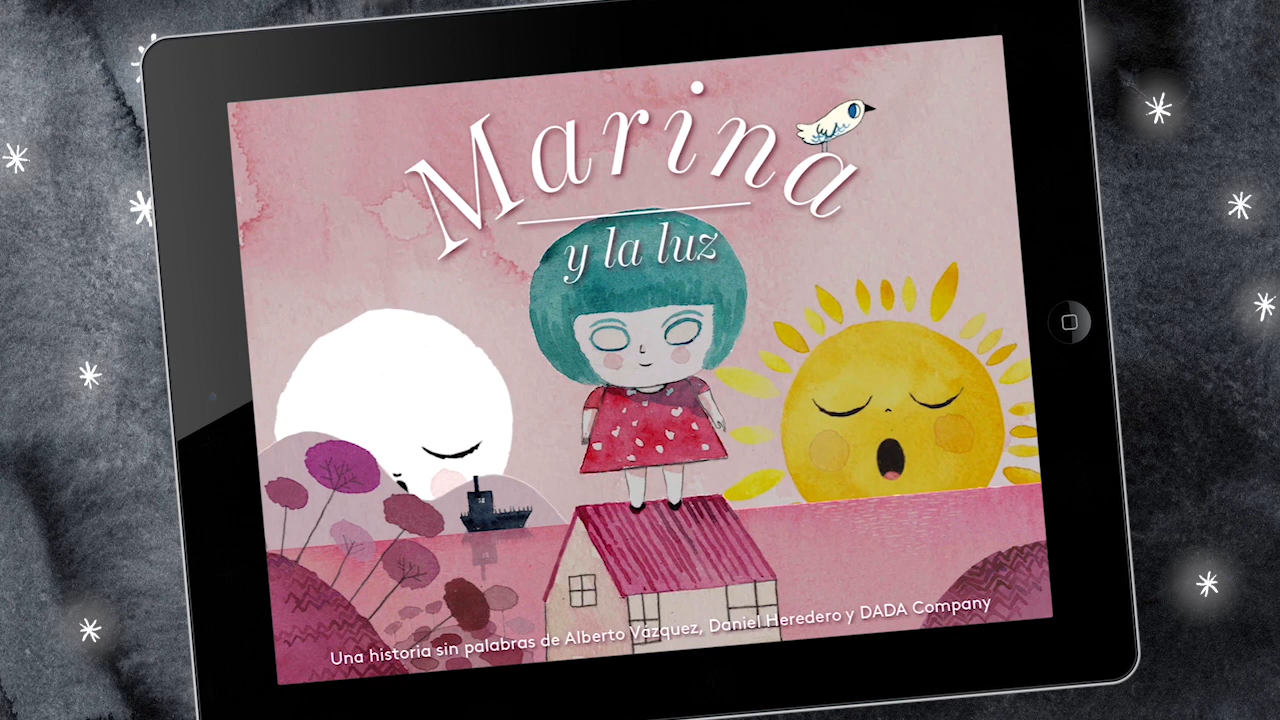 Marina
y la luz
Una historia sin palabras de Alberto Vázquez, Daniel Heredero y DADA Company